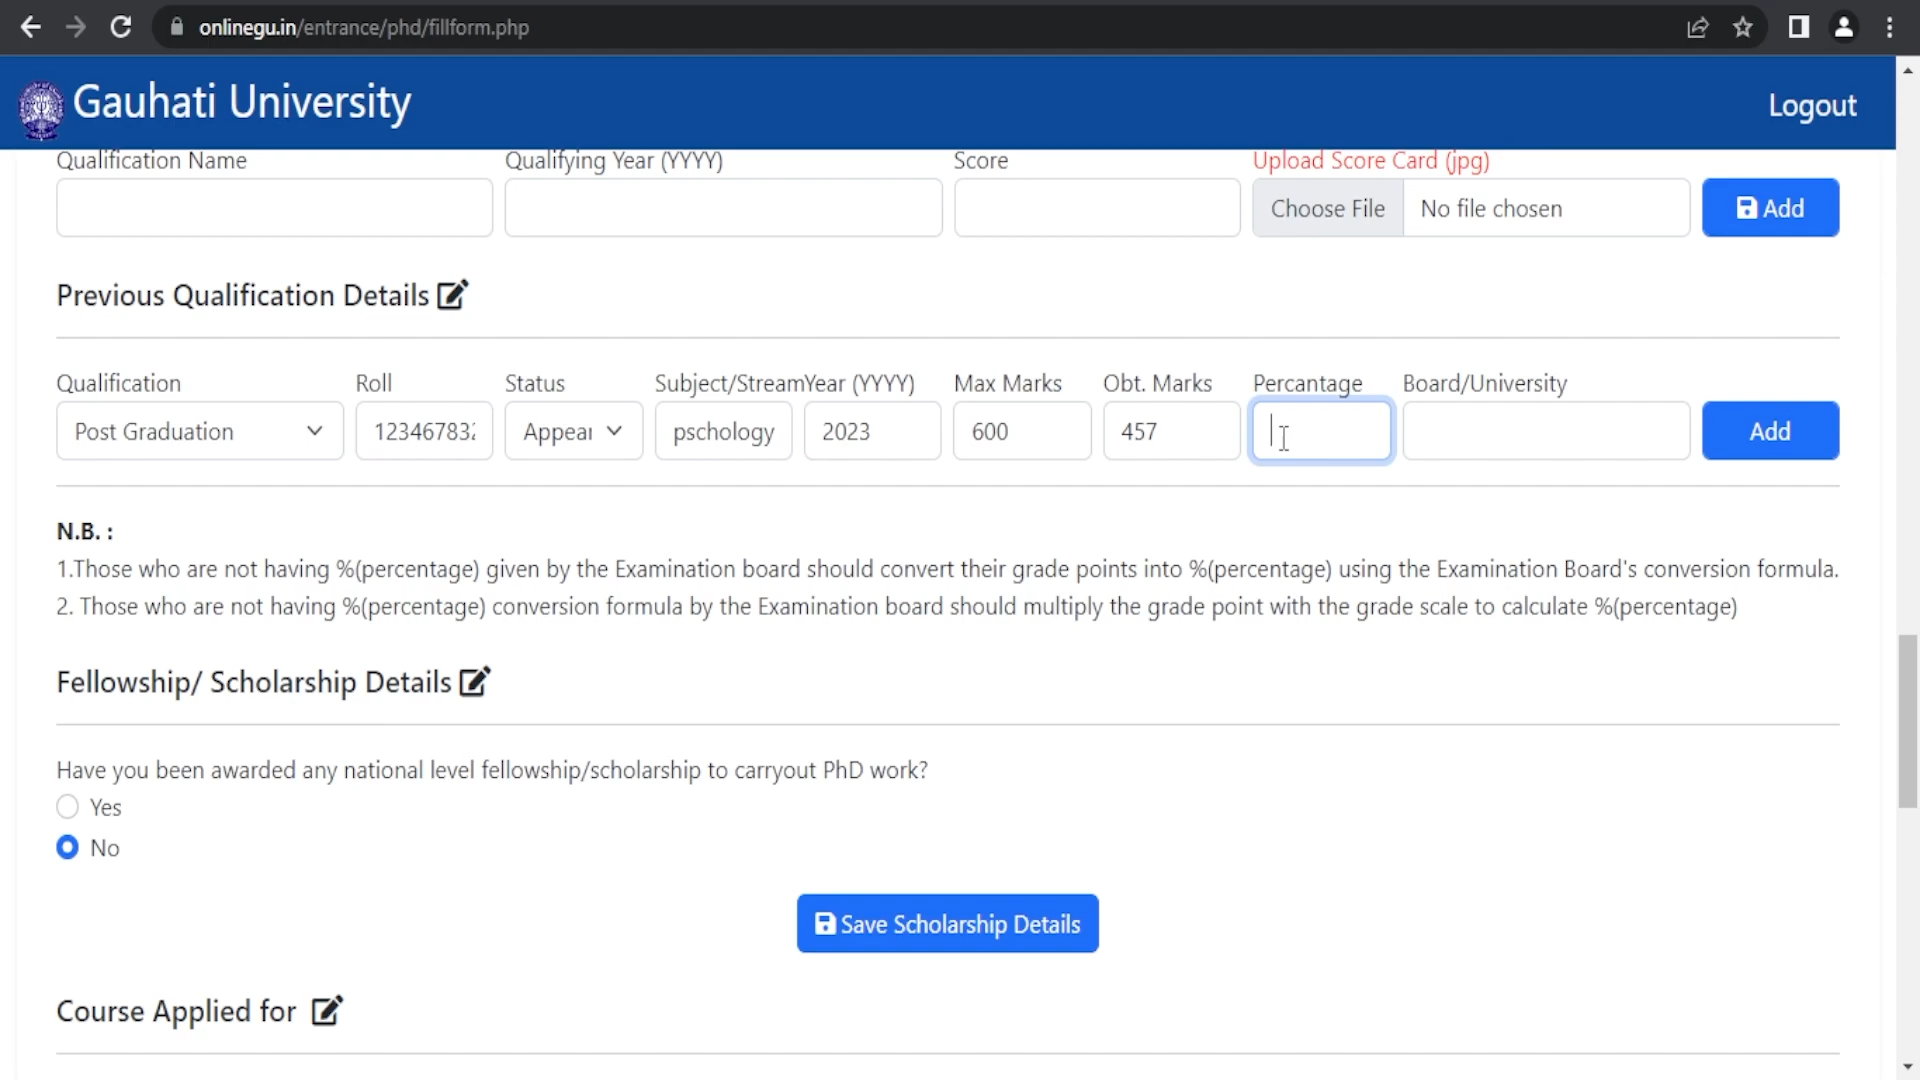 onlinegu.in/entrance/phd/fillform.php
Gauhati University
Logout
Qualification Name Qualifying Year (YYYY) Score Upload Score Card (jpg)
Choose File No file chosen Add
Previous Qualification Details
Qualification Roll Status Subject/Stream Year (YYYY) Max Marks Obt. Marks Percantage Board/University
Post Graduation 123467832 Appear pschology 2023 600 457 Add
N.B. :
1.Those who are not having %(percentage) given by the Examination board should convert their grade points into %(percentage) using the Examination Board's conversion formula.
2. Those who are not having %(percentage) conversion formula by the Examination board should multiply the grade point with the grade scale to calculate %(percentage)
Fellowship/ Scholarship Details
Have you been awarded any national level fellowship/scholarship to carryout PhD work?
Yes
No
Save Scholarship Details
Course Applied for